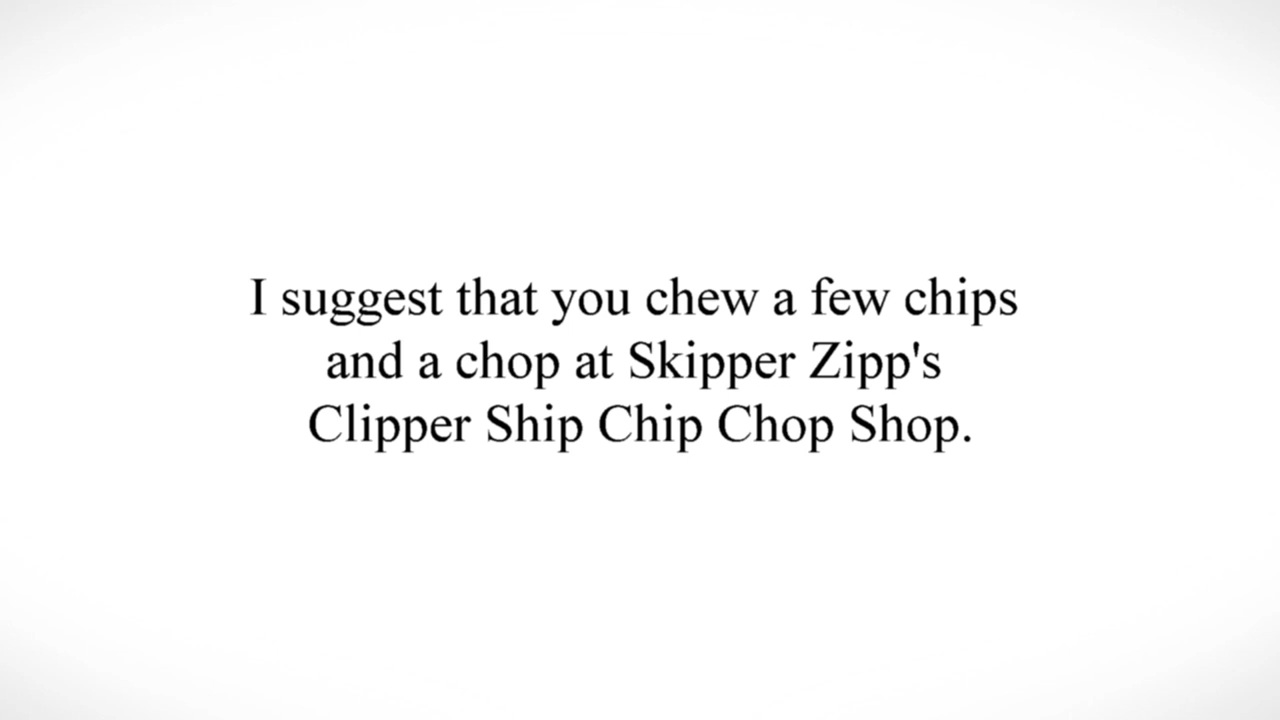 I suggest that you chew a few chips
and a chop at Skipper Zipp's
Clipper Ship Chip Chop Shop.